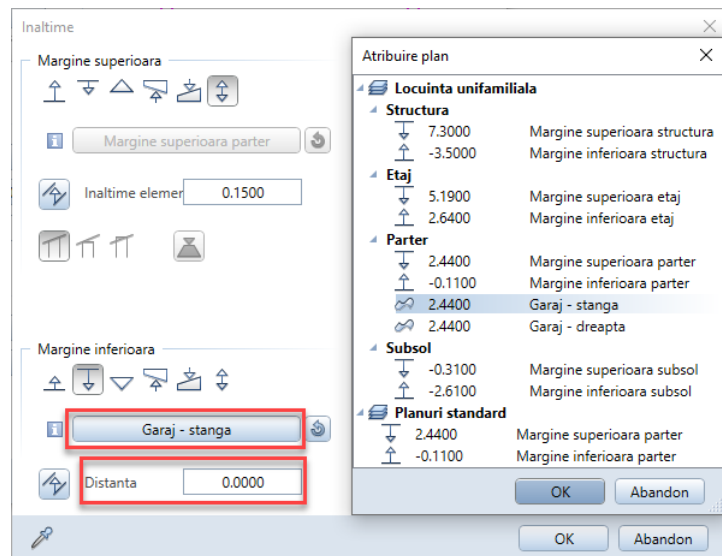 Inaltime
Margine superioara
Margine superioara parter
Inaltime elemer 0.1500
Margine inferioara
Garaj - stanga
Distanta 0.0000
OK Abandon
Atribuire plan
Locuinta unifamiliala
Structura
7.3000 Margine superioara structura
-3.5000 Margine inferioara structura
Etaj
5.1900 Margine superioara etaj
2.6400 Margine inferioara etaj
Parter
2.4400 Margine superioara parter
-0.1100 Margine inferioara parter
2.4400 Garaj - stanga
2.4400 Garaj - dreapta
Subsol
-0.3100 Margine superioara subsol
-2.6100 Margine inferioara subsol
Planuri standard
2.4400 Margine superioara parter
-0.1100 Margine inferioara parter
OK Abandon